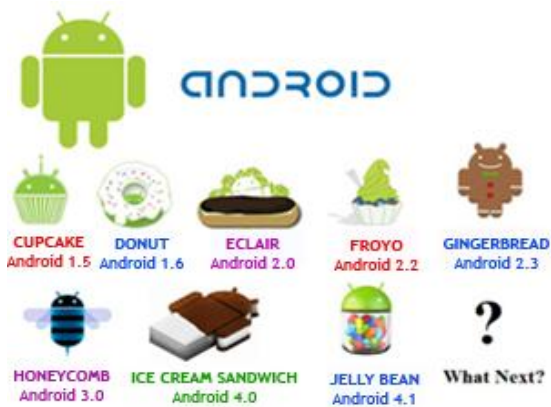 ANDROID
CUPCAKE
Android 1.5
DONUT
Android 1.6
ECLAIR
Android 2.0
FROYO
Android 2.2
GINGERBREAD
Android 2.3
HONEYCOMB
Android 3.0
ICE CREAM SANDWICH
Android 4.0
JELLY BEAN
Android 4.1
?
What Next?